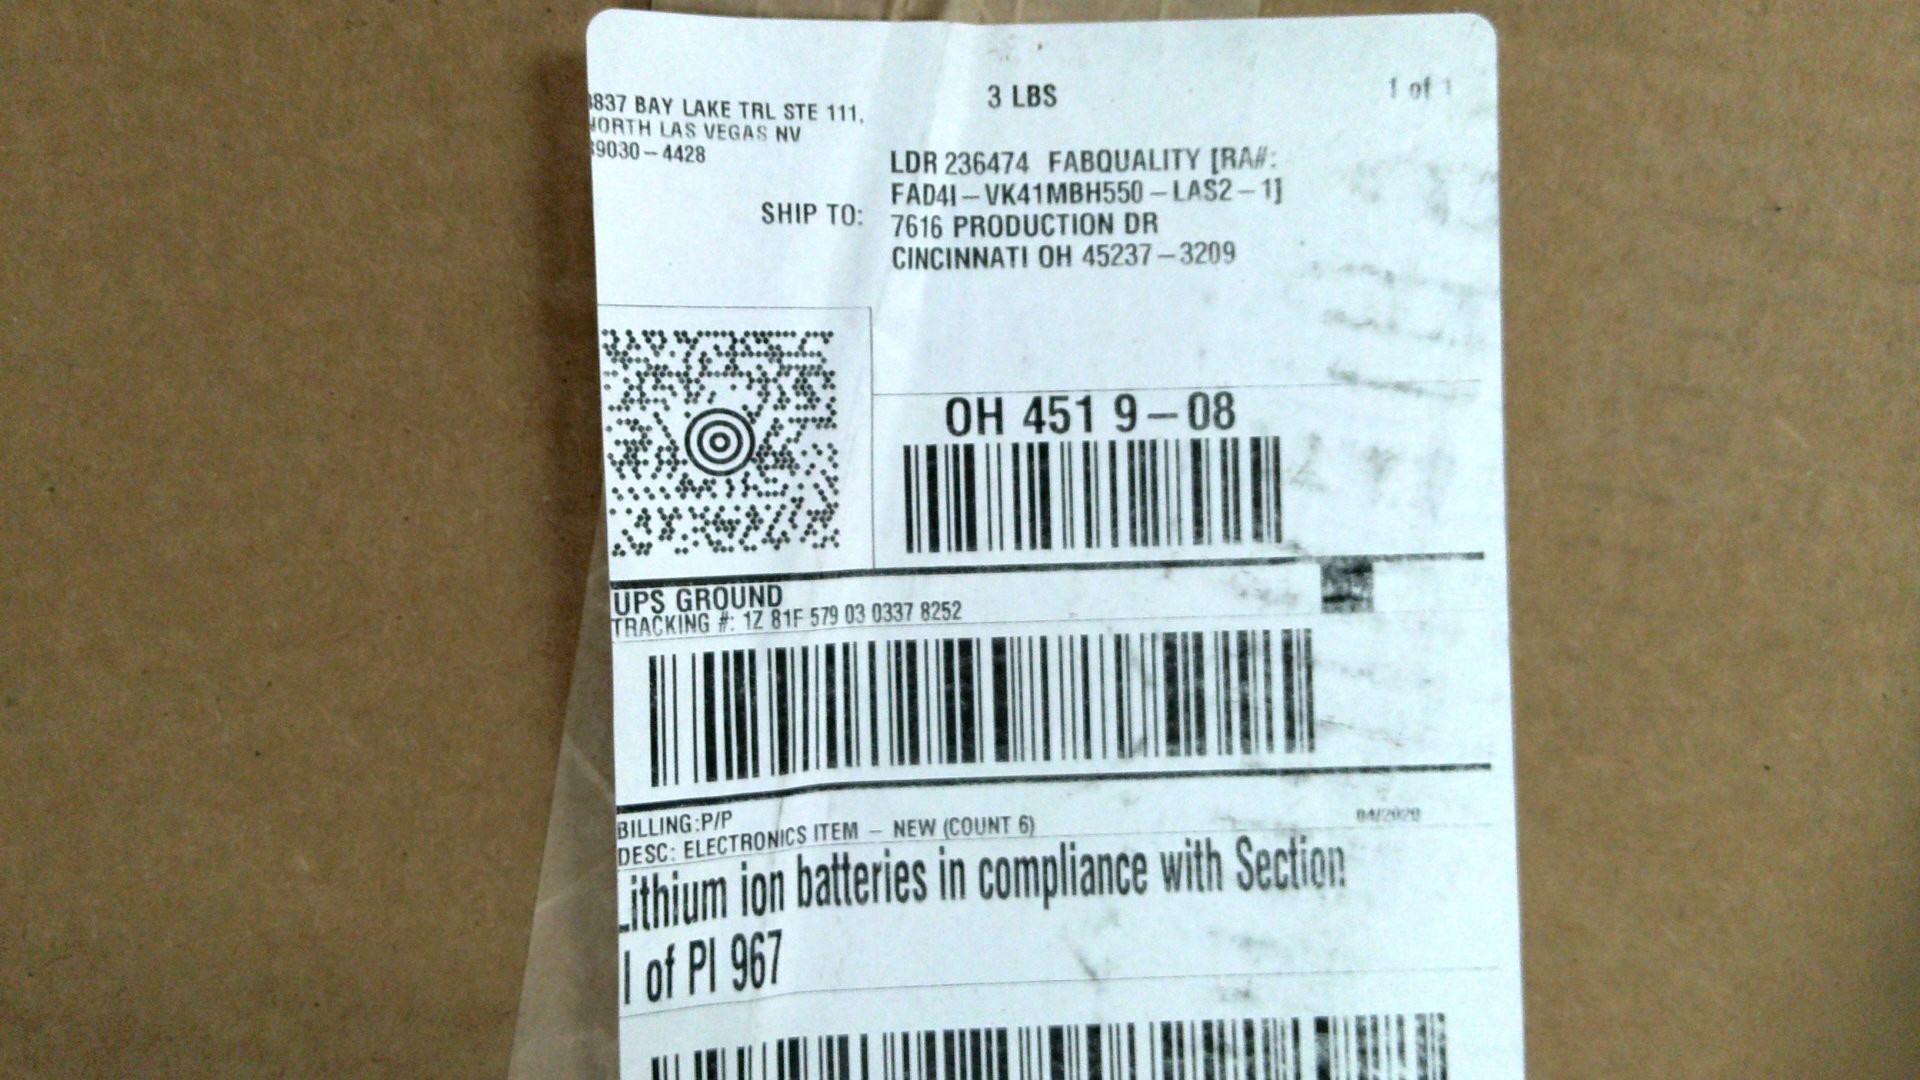 3 LBS
1 of 1
837 BAY LAKE TRL STE 111,
NORTH LAS VEGAS NV
89030-4428
LDR 236474 FABQUALITY [RA#:
FAD4I-VK41MBH550-LAS2-1]
SHIP TO:
7616 PRODUCTION DR
CINCINNATI OH 45237-3209
OH 451 9-08
UPS GROUND
TRACKING #: 1Z 81F 579 03 0337 8252
BILLING:P/P
04/2020
DESC: ELECTRONICS ITEM - NEW (COUNT 6)
Lithium ion batteries in compliance with Section
I of PI 967